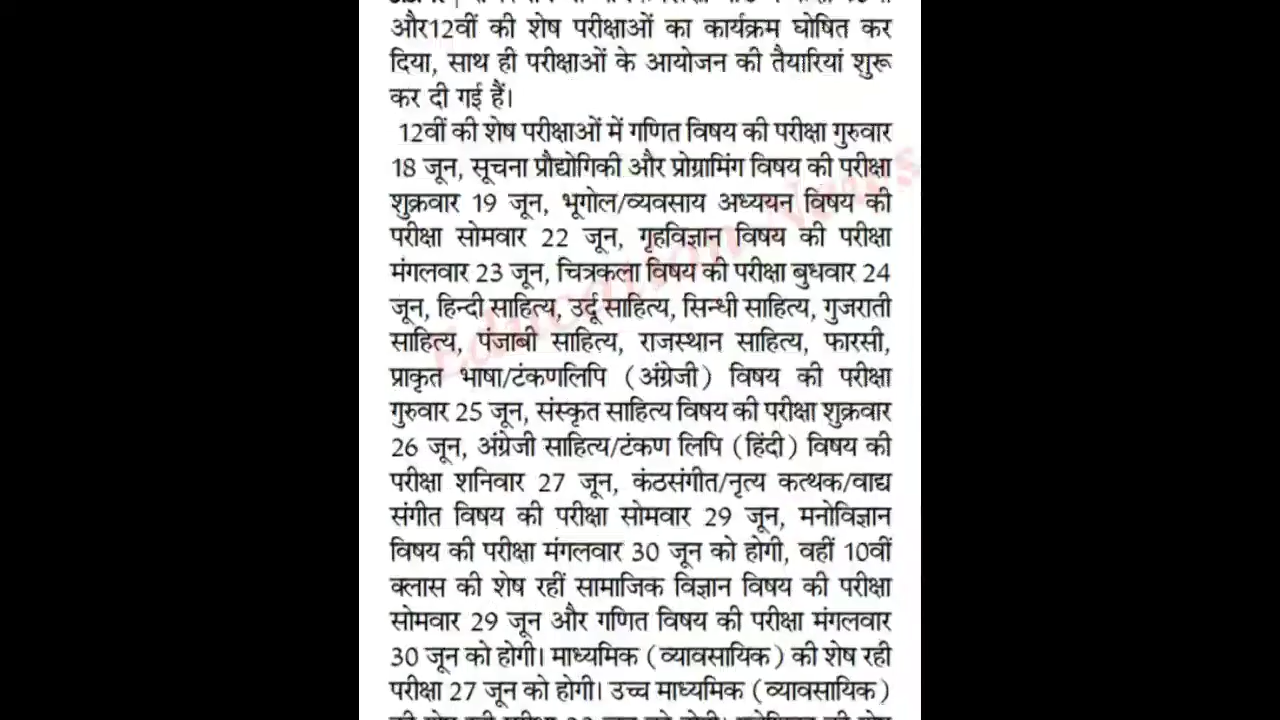 और12वीं की शेष परीक्षाओं का कार्यक्रम घोषित कर
दिया, साथ ही परीक्षाओं के आयोजन की तैयारियां शुरू
कर दी गई हैं।
12वीं की शेष परीक्षाओं में गणित विषय की परीक्षा गुरुवार
18 जून, सूचना प्रौद्योगिकी और प्रोग्रामिंग विषय की परीक्षा
शुक्रवार 19 जून, भूगोल/व्यवसाय अध्ययन विषय की
परीक्षा सोमवार 22 जून, गृहविज्ञान विषय की परीक्षा
मंगलवार 23 जून, चित्रकला विषय की परीक्षा बुधवार 24
जून, हिन्दी साहित्य, उर्दू साहित्य, सिन्धी साहित्य, गुजराती
साहित्य, पंजाबी साहित्य, राजस्थान साहित्य, फारसी,
प्राकृत भाषा/टंकणलिपि (अंग्रेजी) विषय की परीक्षा
गुरुवार 25 जून, संस्कृत साहित्य विषय की परीक्षा शुक्रवार
26 जून, अंग्रेजी साहित्य/टंकण लिपि (हिंदी) विषय की
परीक्षा शनिवार 27 जून, कंठसंगीत/नृत्य कत्थक/वाद्य
संगीत विषय की परीक्षा सोमवार 29 जून, मनोविज्ञान
विषय की परीक्षा मंगलवार 30 जून को होगी, वहीं 10वीं
क्लास की शेष रहीं सामाजिक विज्ञान विषय की परीक्षा
सोमवार 29 जून और गणित विषय की परीक्षा मंगलवार
30 जून को होगी। माध्यमिक (व्यावसायिक) की शेष रही
परीक्षा 27 जून को होगी। उच्च माध्यमिक (व्यावसायिक)
Education News